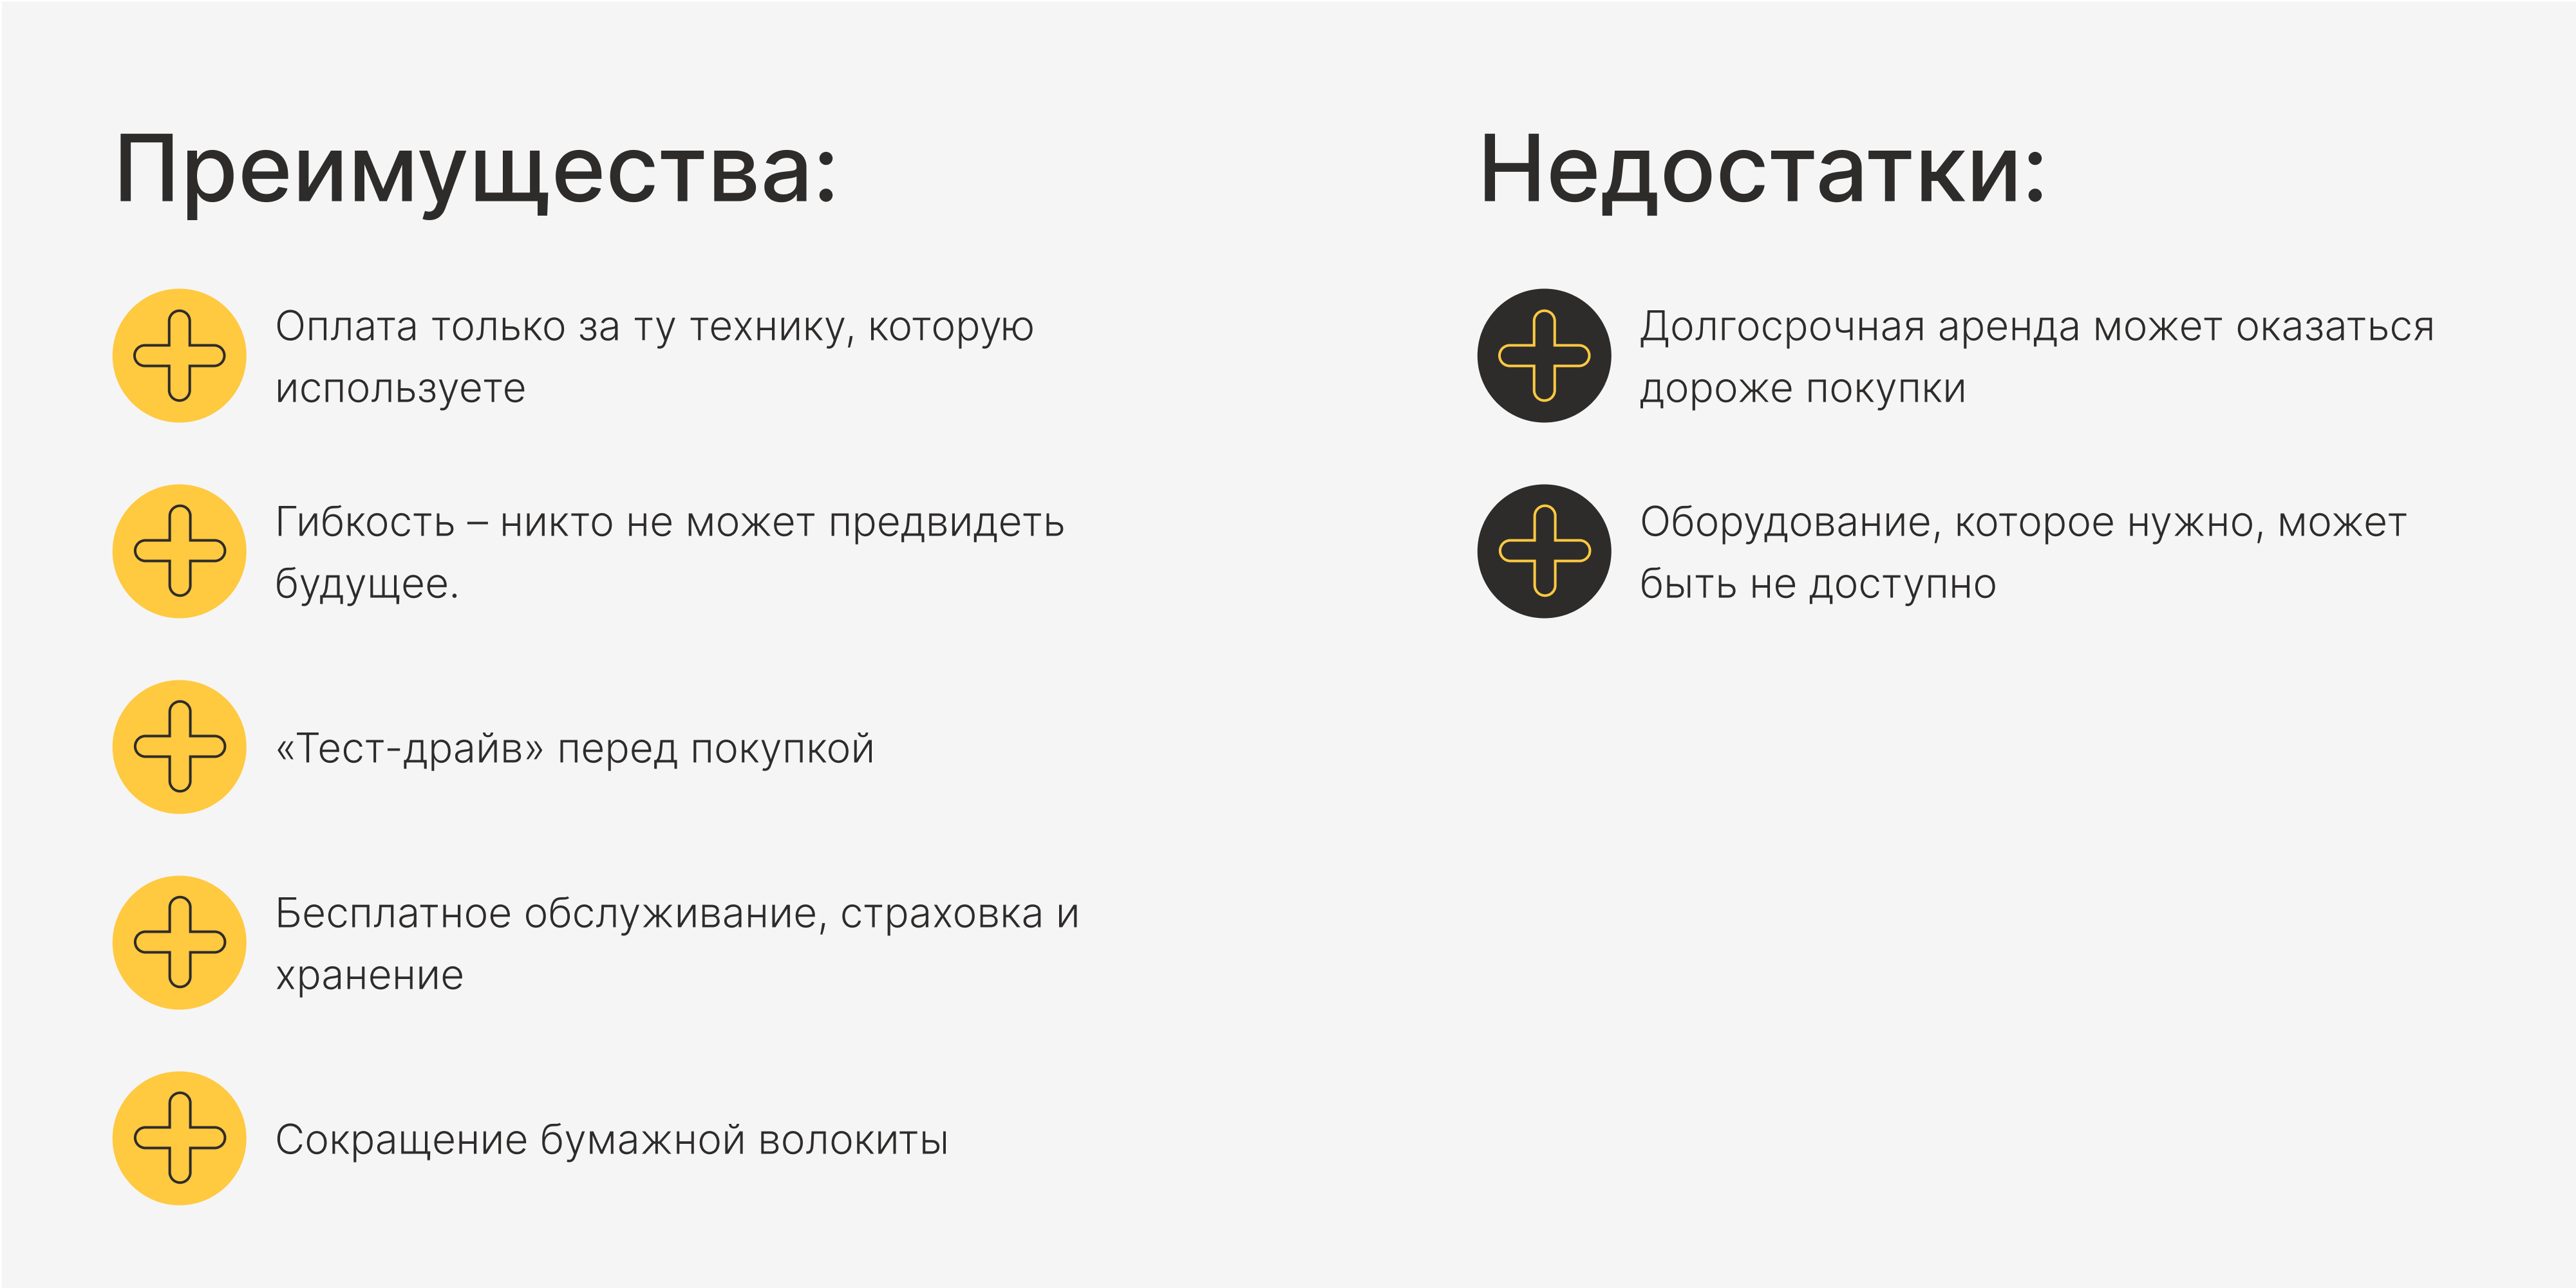 Преимущества:
Оплата только за ту технику, которую
используете
Гибкость – никто не может предвидеть
будущее.
«Тест-драйв» перед покупкой
Бесплатное обслуживание, страховка и
хранение
Сокращение бумажной волокиты
Недостатки:
Долгосрочная аренда может оказаться
дороже покупки
Оборудование, которое нужно, может
быть не доступно